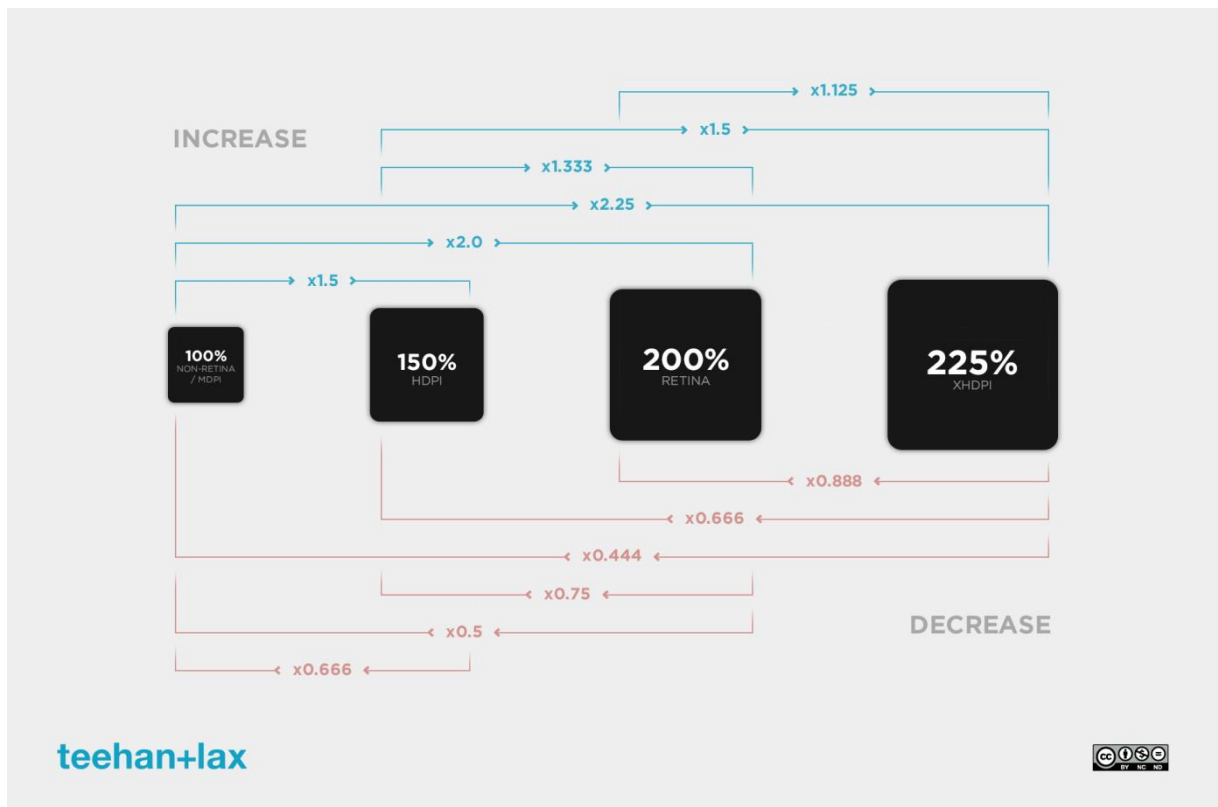 x1.125
INCREASE
x1.5
x1.333
x2.25
x2.0
x1.5
100%
NON-RETINA
/ MDPI
150%
HDPI
200%
RETINA
225%
XHDPI
x0.888
x0.666
x0.444
x0.75
x0.5
DECREASE
x0.666
teehan+lax
cc
BY NC ND